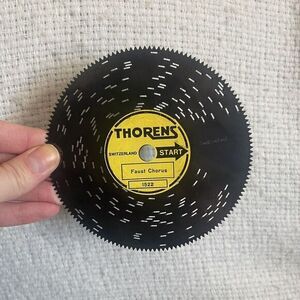 THORENS
SWITZERLAND START
Faust Chorus
1522